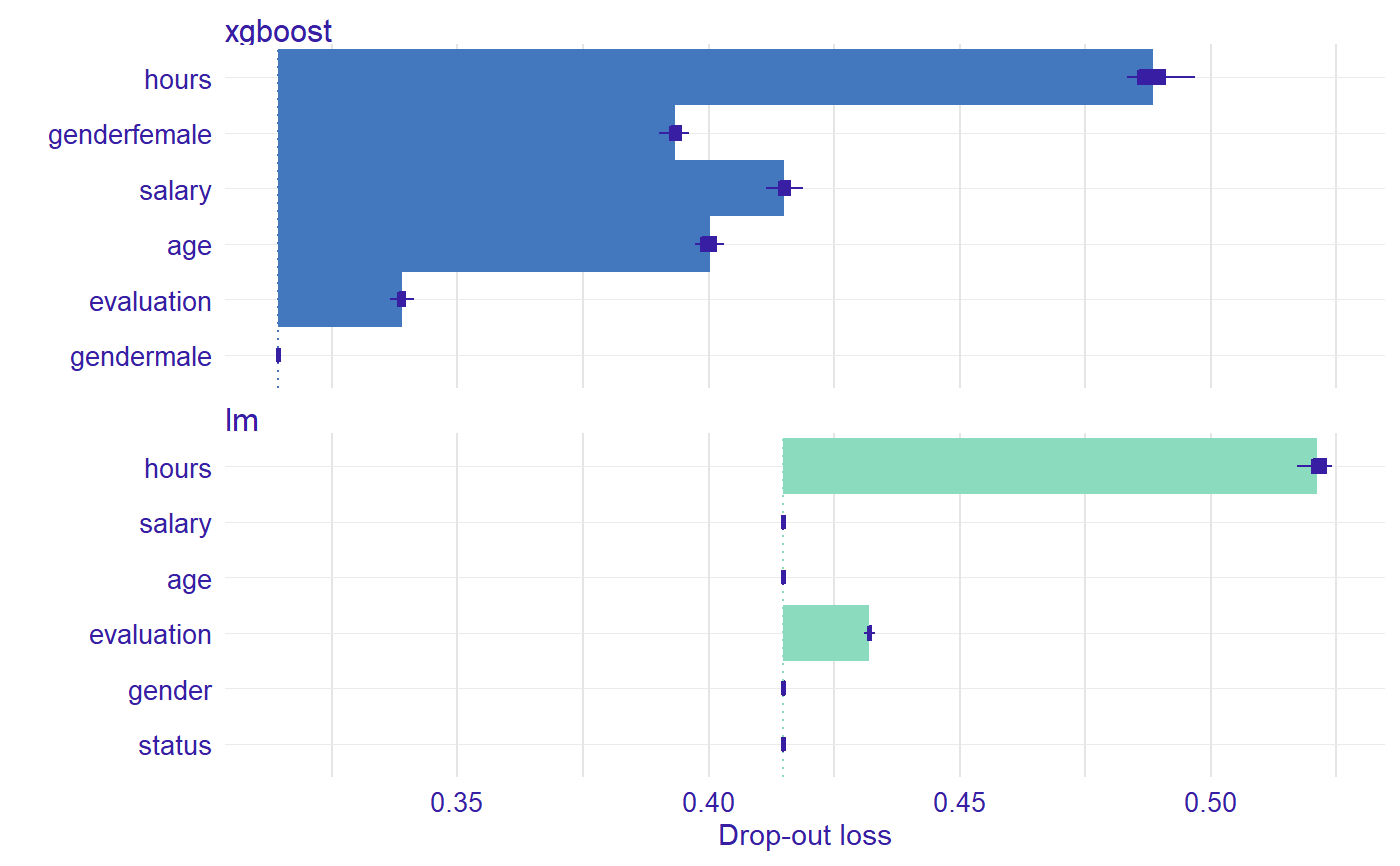 xgboost
hours
genderfemale
salary
age
evaluation
gendermale
lm
hours
salary
age
evaluation
gender
status
0.35 0.40 0.45 0.50
Drop-out loss